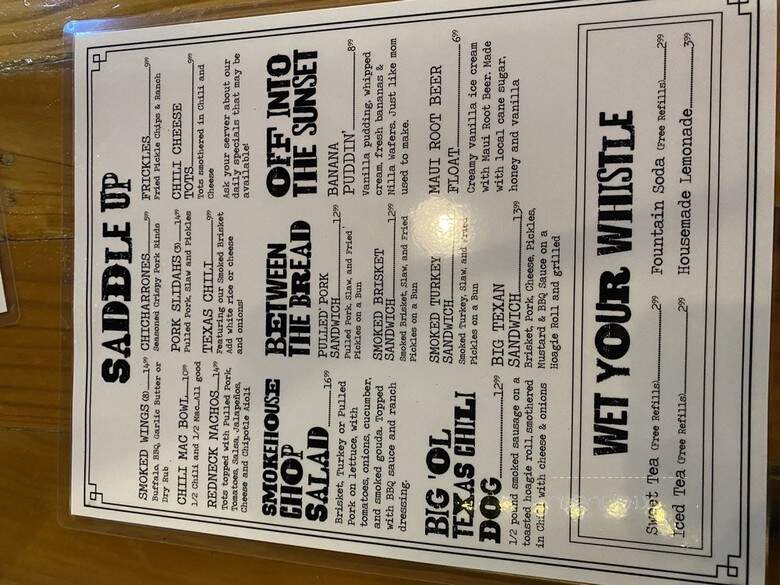 SADDLE UP
SMOKED WINGS (8)......14.99
Buffalo, BBQ, Garlic Butter or
Dry Rub
CHILI MAC BOWL....10.99
1/2 Chili and 1/2 Mac...All good
REDNECK NACHOS....14.99
Tots topped with Pulled Pork,
Tomatoes, Salsa, Jalapeños,
Cheese and Chipotle Aioli
CHICHARRONES......5.99
Seasoned Crispy Pork Rinds
PORK SLIDAHS (3)....14.99
Pulled Pork, Slaw and Pickles
TEXAS CHILI..........9.99
Featuring our Smoked Brisket
Add white rice or cheese
and onions!
FRICKLES..........9.99
Fried Pickle Chips & Ranch
CHILI CHEESE
TOTS..........9.99
Tots smothered in Chili and
Cheese
Ask your server about our
daily specials that may be
available!
SMOKEHOUSE
CHOP
SALAD..........16.99
Brisket, Turkey or Pulled
Pork on lettuce, with
tomatoes, onions, cucumber,
and smoked gouda. Topped
with BBQ sauce and ranch
dressing.
BIG 'OL
TEXAS CHILI
DOG..........12.99
1/2 pound smoked sausage on a
toasted hoagie roll, smothered
in Chili with cheese & onions
BETWEEN
THE BREAD
PULLED PORK
SANDWICH..........12.99
Pulled Pork, Slaw, and Fried
Pickles on a Bun
SMOKED BRISKET
SANDWICH..........12.99
Smoked Brisket, Slaw, and Fried
Pickles on a Bun
SMOKED TURKEY
SANDWICH
Smoked Turkey, Slaw, and Fried
Pickles on a Bun
BIG TEXAN
SANDWICH..........13.99
Brisket, Pork, Cheese, Pickles,
Mustard & BBQ Sauce on a
Hoagie Roll and grilled
OFF INTO
THE SUNSET
BANANA
PUDDIN'..........8.99
Vanilla pudding, whipped
cream, fresh bananas &
Nilla Wafers. Just like mom
used to make.
MAUI ROOT BEER
FLOAT..........6.99
Creamy vanilla ice cream
with Maui Root Beer. Made
with local cane sugar,
honey and vanilla
WET YOUR WHISTLE
Sweet Tea (Free Refills)....2.99
Iced Tea (Free Refills)....2.99
Fountain Soda (Free Refills)....2.99
Housemade Lemonade....3.99